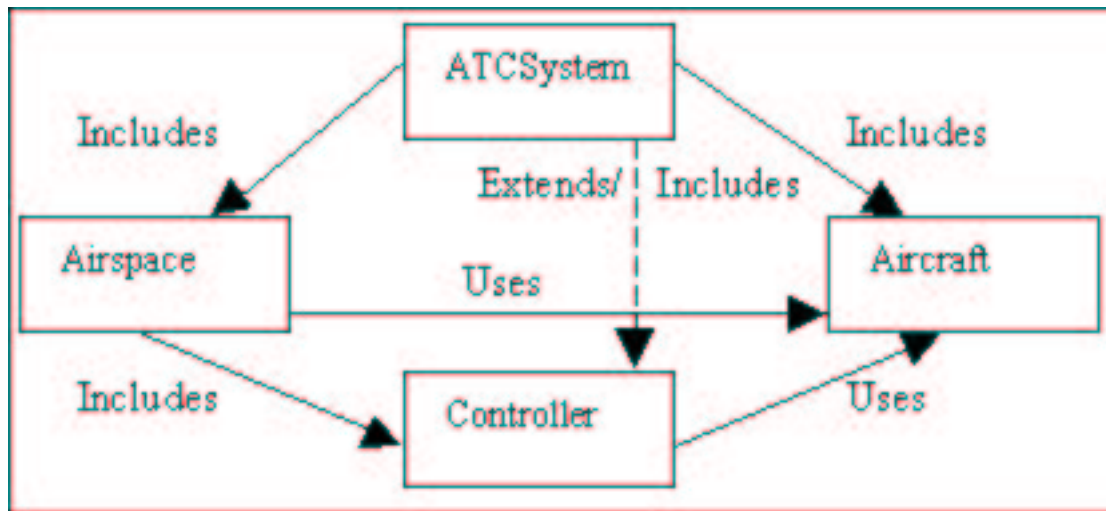 ATCSystem
Includes
Includes
Extends/ Includes
Airspace
Aircraft
Uses
Includes
Controller
Uses